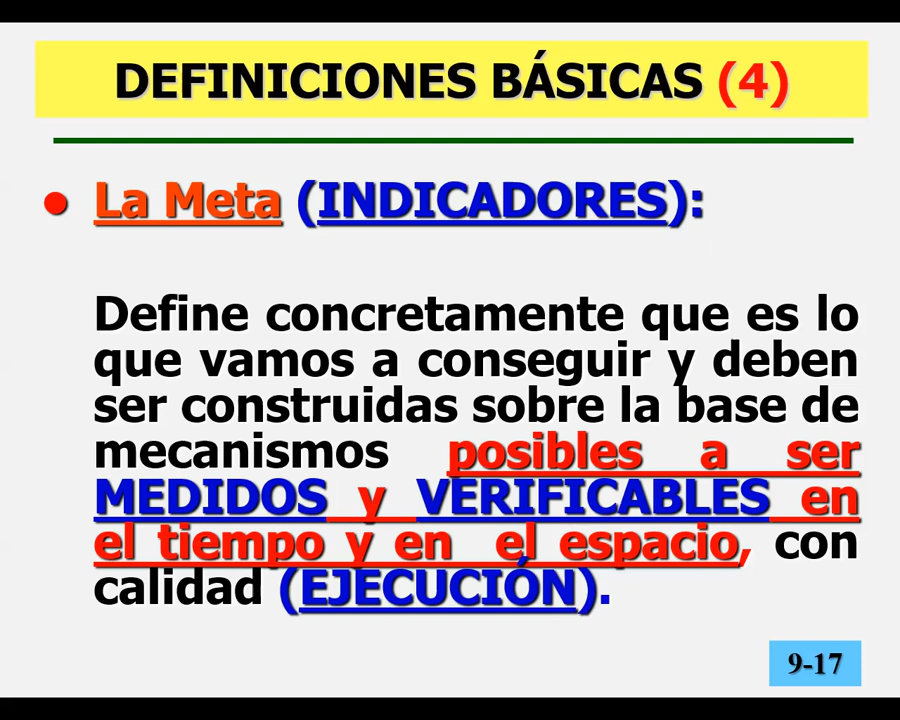 DEFINICIONES BÁSICAS (4)
● La Meta (INDICADORES):
Define concretamente que es lo
que vamos a conseguir y deben
ser construidas sobre la base de
mecanismos posibles a ser
MEDIDOS y VERIFICABLES en
el tiempo y en el espacio, con
calidad (EJECUCIÓN).
9-17